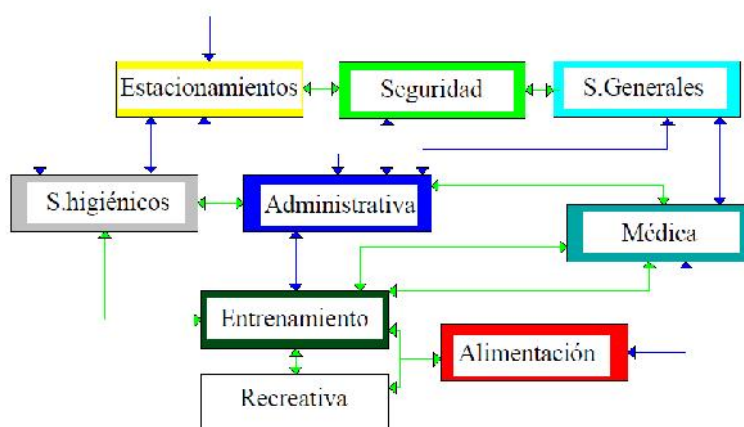 Estacionamientos
Seguridad
S.Generales
S.higiénicos
Administrativa
Médica
Entrenamiento
Alimentación
Recreativa